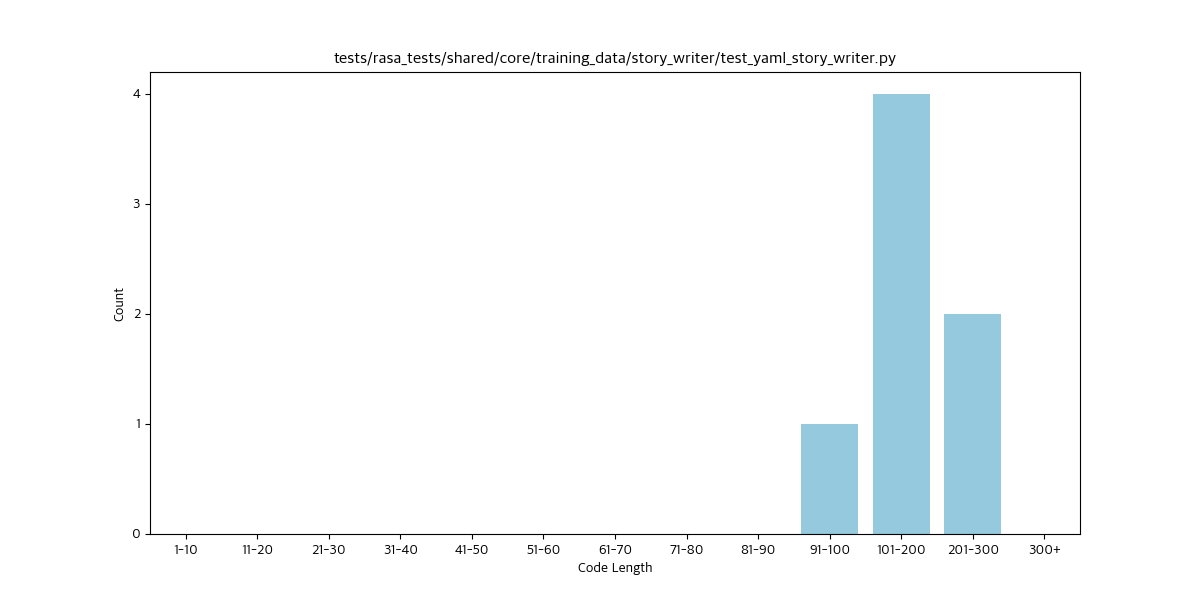 tests/rasa_tests/shared/core/training_data/story_writer/test_yaml_story_writer.py
4
3
2
1
0
Count
1-10 11-20 21-30 31-40 41-50 51-60 61-70 71-80 81-90 91-100 101-200 201-300 300+
Code Length